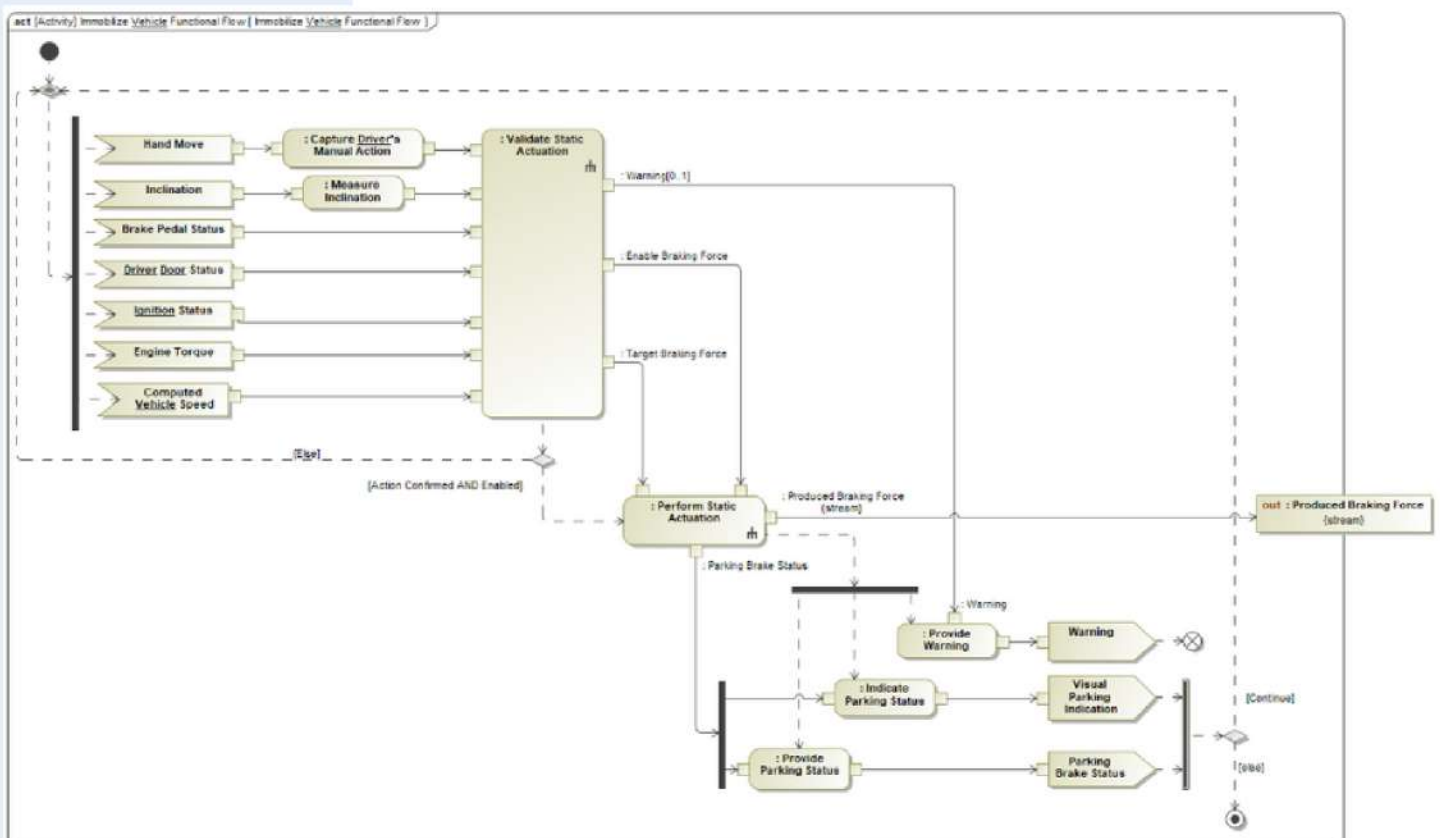 act [Activity] Immobilize Vehicle Functional Flow [ Immobilize Vehicle Functional Flow ]
Hand Move
: Capture Driver's
Manual Action
: Validate Static
Actuation
Inclination
: Measure
Inclination
: Warning[0..1]
Brake Pedal Status
Driver Door Status
: Enable Braking Force
Ignition Status
Engine Torque
: Target Braking Force
Computed
Vehicle Speed
[Else]
[Action Confirmed AND Enabled]
: Perform Static
Actuation
: Produced Braking Force
{stream}
out : Produced Braking Force
{stream}
: Parking Brake Status
: Warning
: Provide
Warning
Warning
: Indicate
Parking Status
Visual
Parking
Indication
[Continue]
: Provide
Parking Status
Parking
Brake Status
[else]